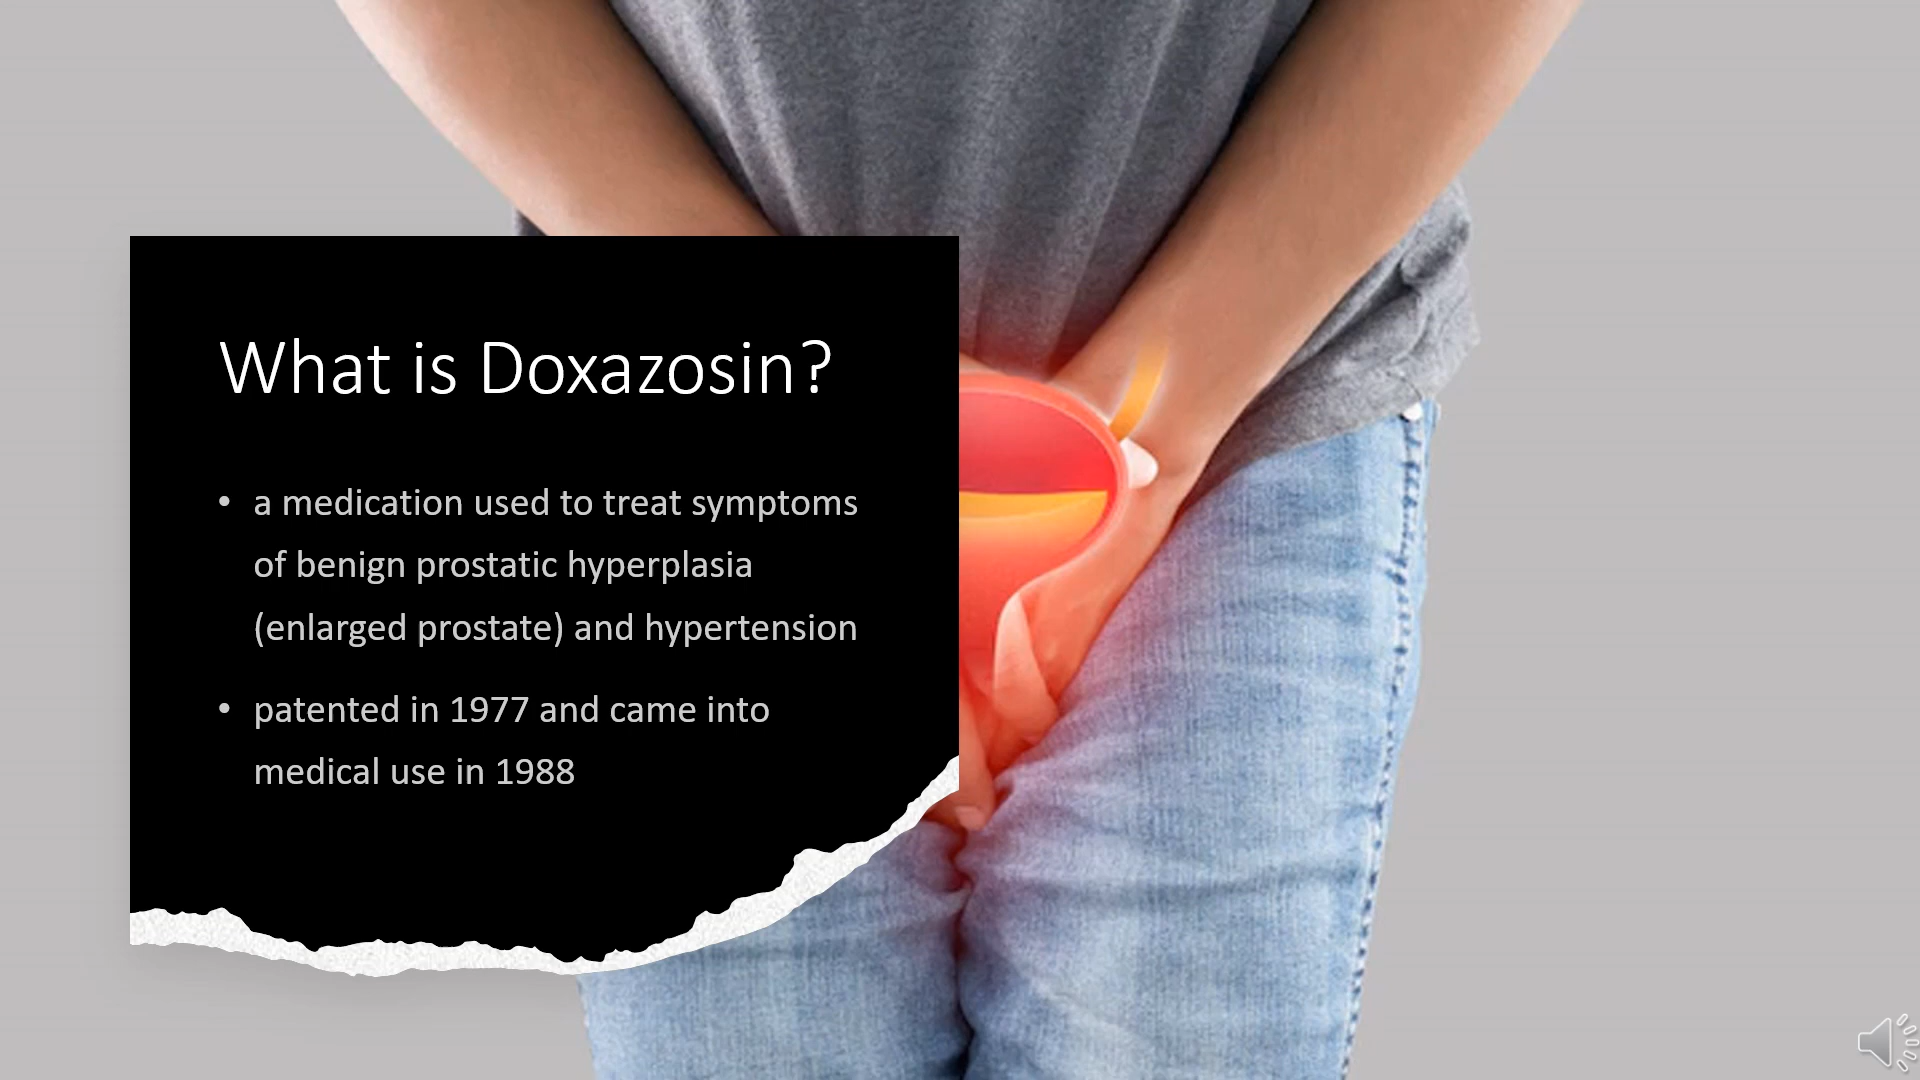 What is Doxazosin?
• a medication used to treat symptoms
of benign prostatic hyperplasia
(enlarged prostate) and hypertension
• patented in 1977 and came into
medical use in 1988